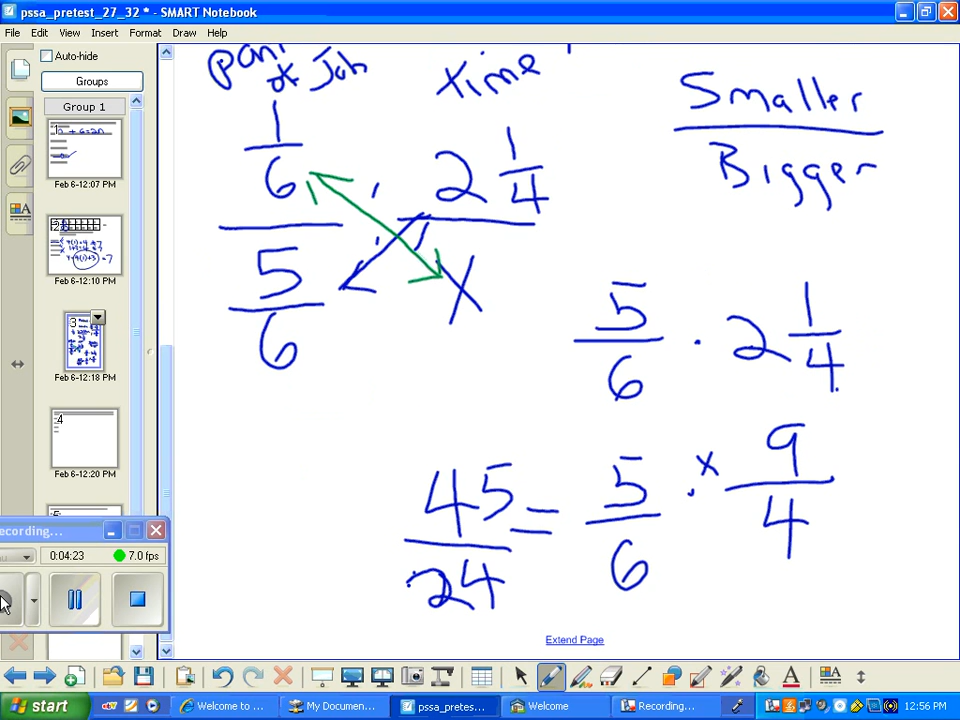 pssa_pretest_27_32 * - SMART Notebook
File Edit View Insert Format Draw Help
Auto-hide
Groups
Group 1
Feb 6-12:07 PM
Feb 6-12:10 PM
3
Feb 6-12:18 PM
4
Feb 6-12:20 PM
part of Job
time
1/6
2 1/4
5/6
x
Smaller
Bigger
5/6 · 2 1/4
45/24 = 5/6 x 9/4
Extend Page
ecording...
0:04:23 7.0 fps
start
Welcome to ...
My Documen...
pssa_pretes...
Welcome
Recording...
12:56 PM